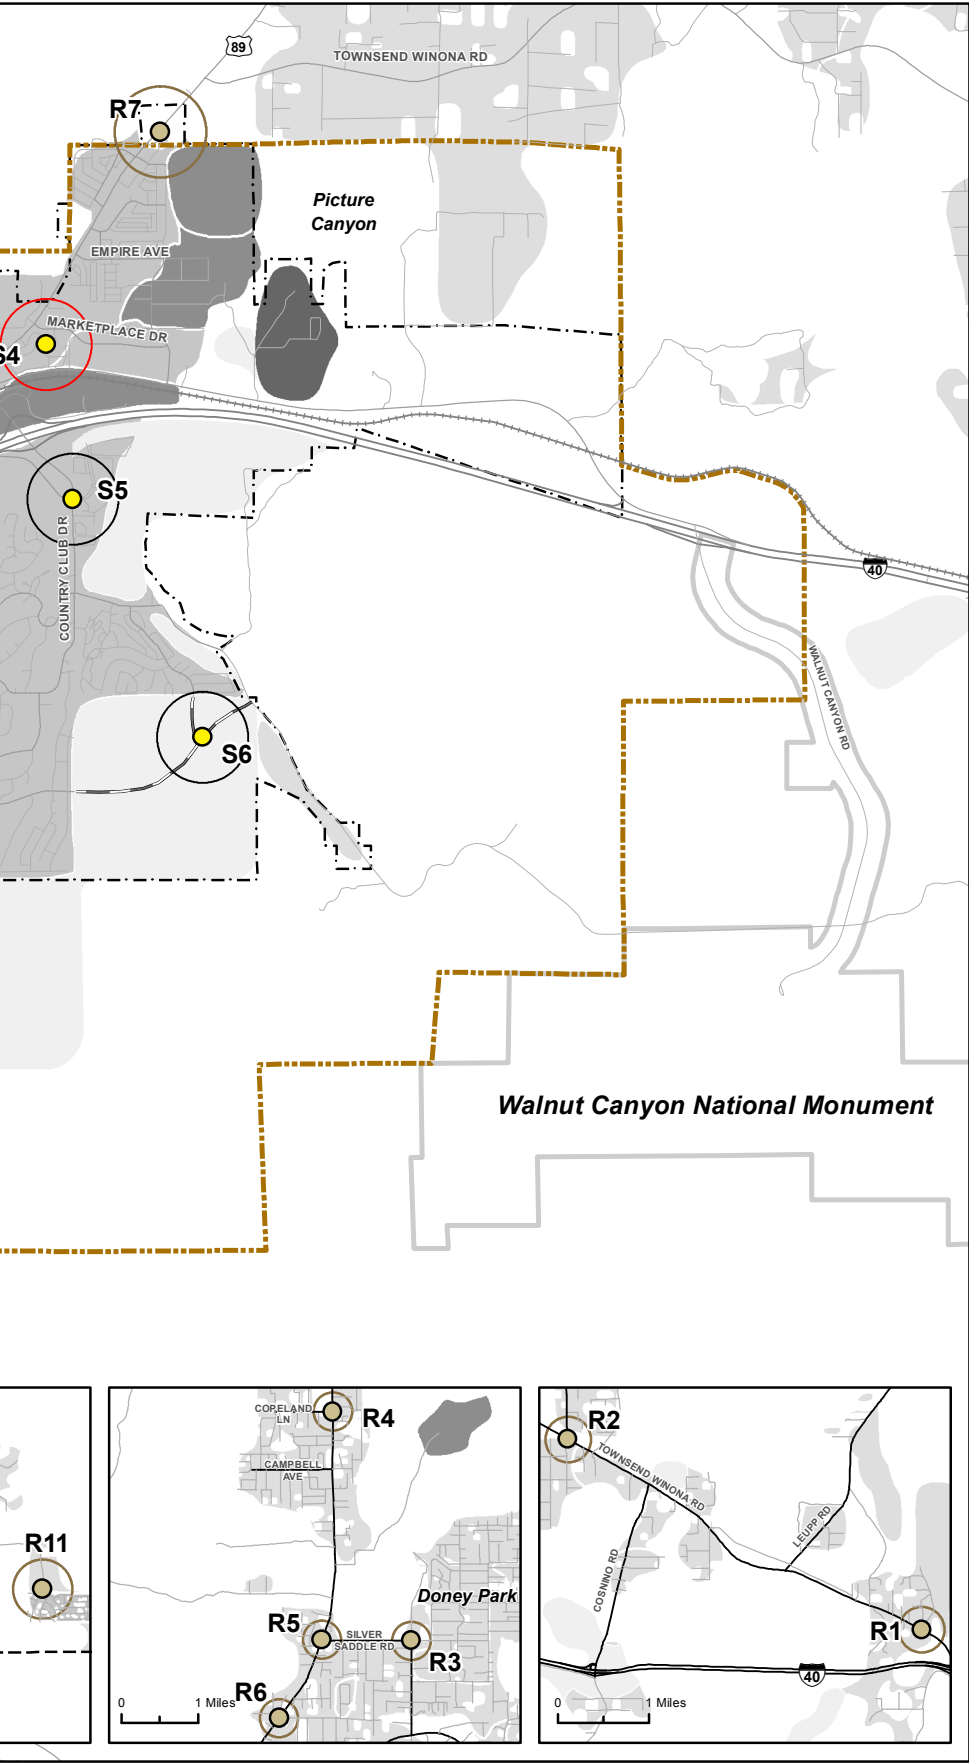 89
TOWNSEND WINONA RD
R7
Picture
Canyon
EMPIRE AVE
MARKETPLACE DR
S4
S5
COUNTRY CLUB DR
40
WALNUT CANYON RD
S6
Walnut Canyon National Monument
R11
COPELAND
LN
R4
CAMPBELL
AVE
Doney Park
R5
SILVER
SADDLE RD
R3
R6
0
1 Miles
R2
TOWNSEND WINONA RD
LEUPP RD
COSNINO RD
R1
40
0
1 Miles